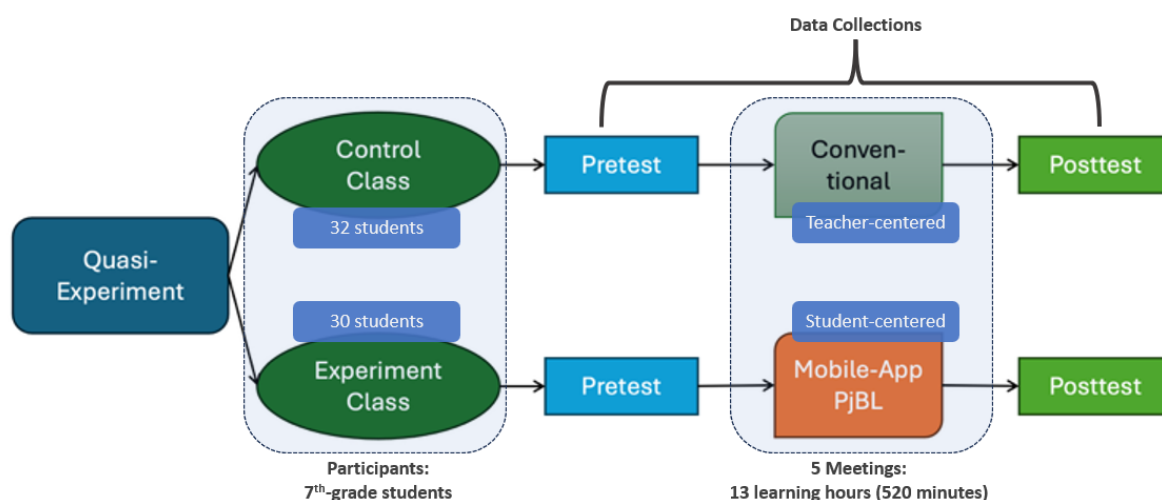 Data Collections
Control
Class
32 students
Pretest
Conven-
tional
Teacher-centered
Posttest
Quasi-
Experiment
30 students
Experiment
Class
Pretest
Student-centered
Mobile-App
PjBL
Posttest
Participants:
7th-grade students
5 Meetings:
13 learning hours (520 minutes)